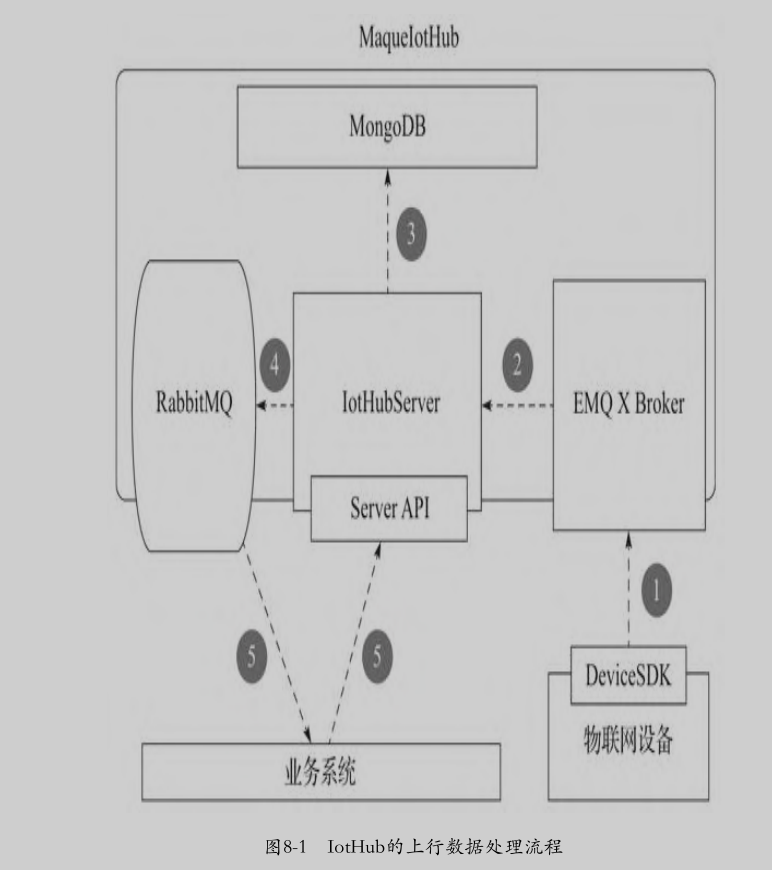 MaqueIotHub
MongoDB
3
4
2
RabbitMQ
IotHubServer
EMQ X Broker
Server API
1
5
5
DeviceSDK
物联网设备
业务系统
图8-1 IotHub的上行数据处理流程